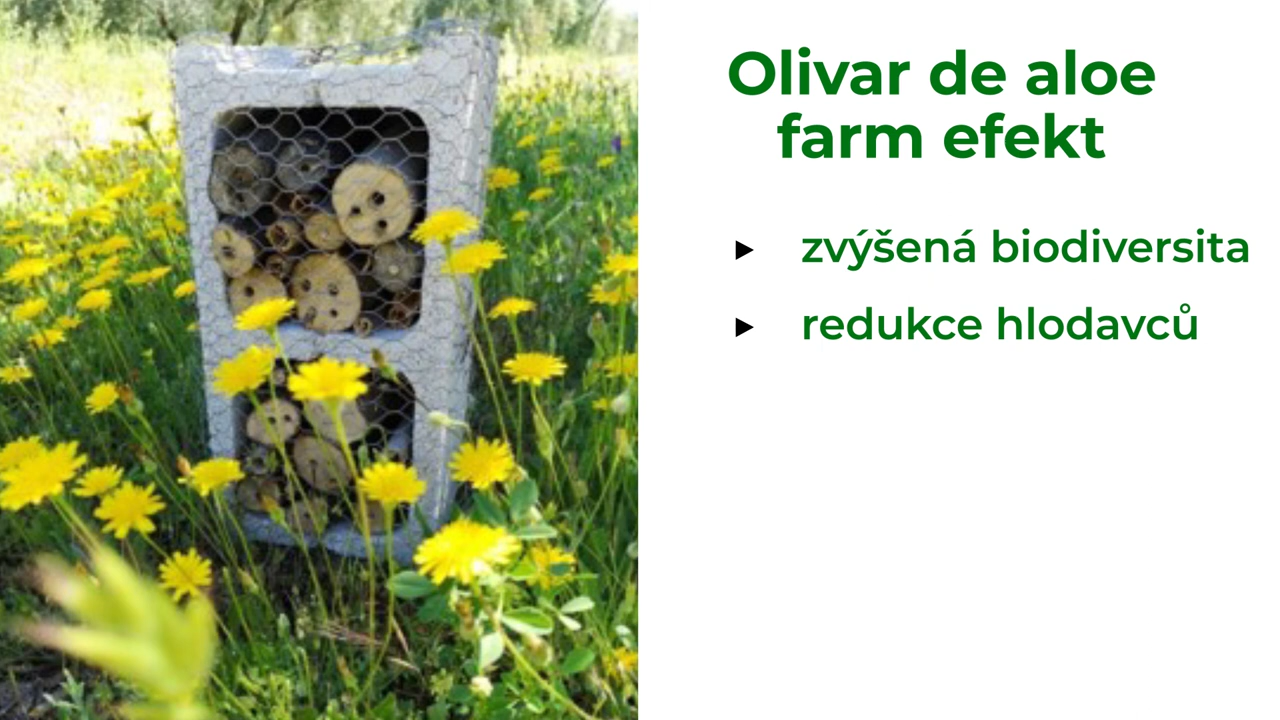 Olivar de aloe
farm efekt
zvýšená biodiversita
redukce hlodavců